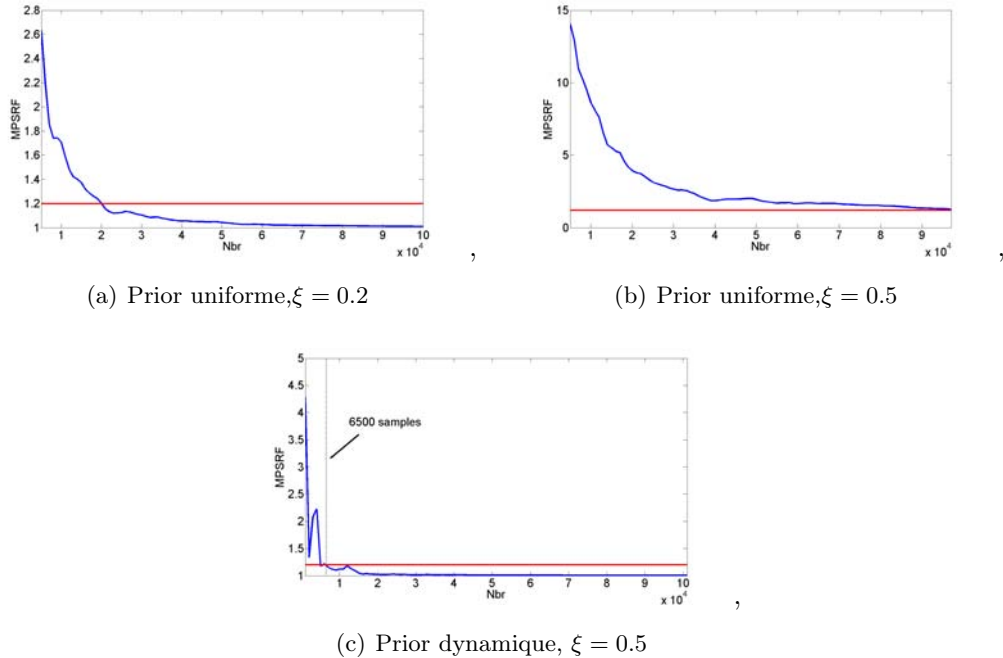 2.8
2.6
2.4
2.2
2
1.8
1.6
1.4
1.2
1
MPSRF
1 2 3 4 5 6 7 8 9 10
Nbr
x 10^4
,
(a) Prior uniforme,ξ = 0.2
15
10
5
0
MPSRF
1 2 3 4 5 6 7 8 9
Nbr
x 10^4
,
(b) Prior uniforme,ξ = 0.5
5
4.5
4
3.5
3
2.5
2
1.5
1
MPSRF
6500 samples
1 2 3 4 5 6 7 8 9 10
Nbr
x 10^4
,
(c) Prior dynamique, ξ = 0.5